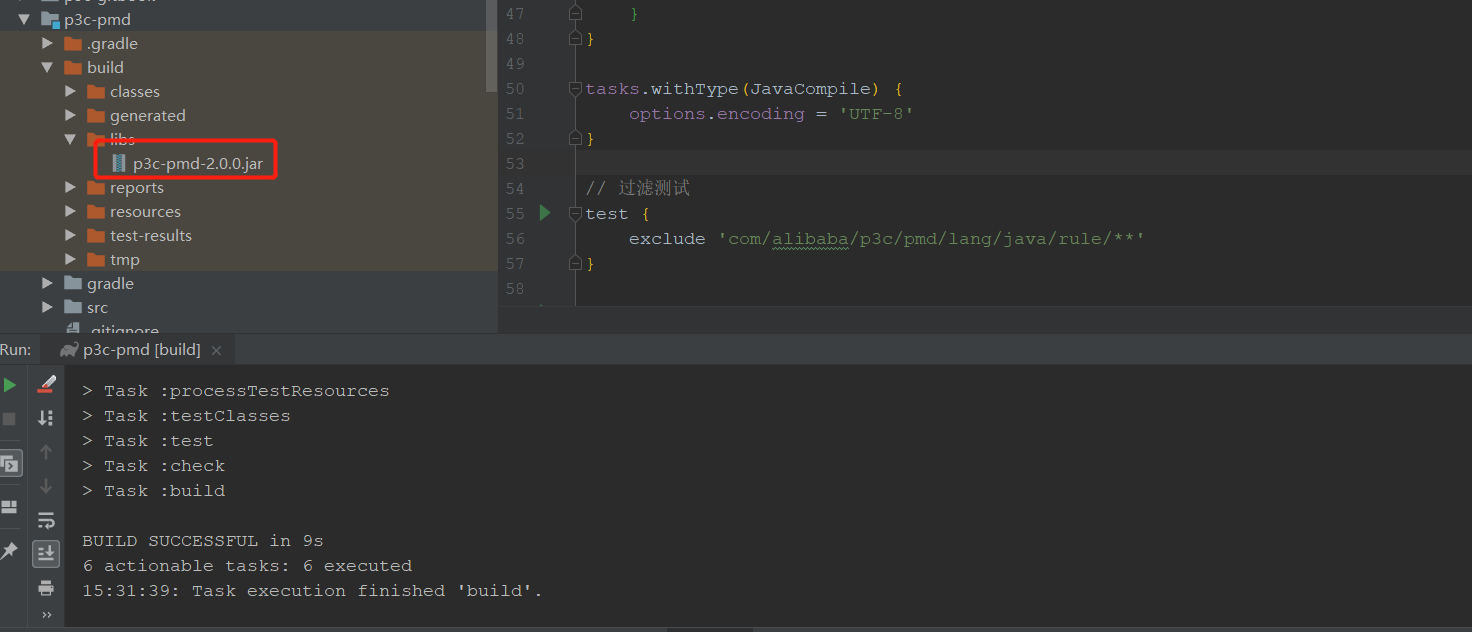 p3c-pmd
.gradle
build
classes
generated
libs
p3c-pmd-2.0.0.jar
reports
resources
test-results
tmp
gradle
src
.gitignore
47 }
48 }
49
50 tasks.withType(JavaCompile) {
51 options.encoding = 'UTF-8'
52 }
53
54 // 过滤测试
55 test {
56 exclude 'com/alibaba/p3c/pmd/lang/java/rule/**'
57 }
58
Run: p3c-pmd [build] ×
> Task :processTestResources
> Task :testClasses
> Task :test
> Task :check
> Task :build
BUILD SUCCESSFUL in 9s
6 actionable tasks: 6 executed
15:31:39: Task execution finished 'build'.